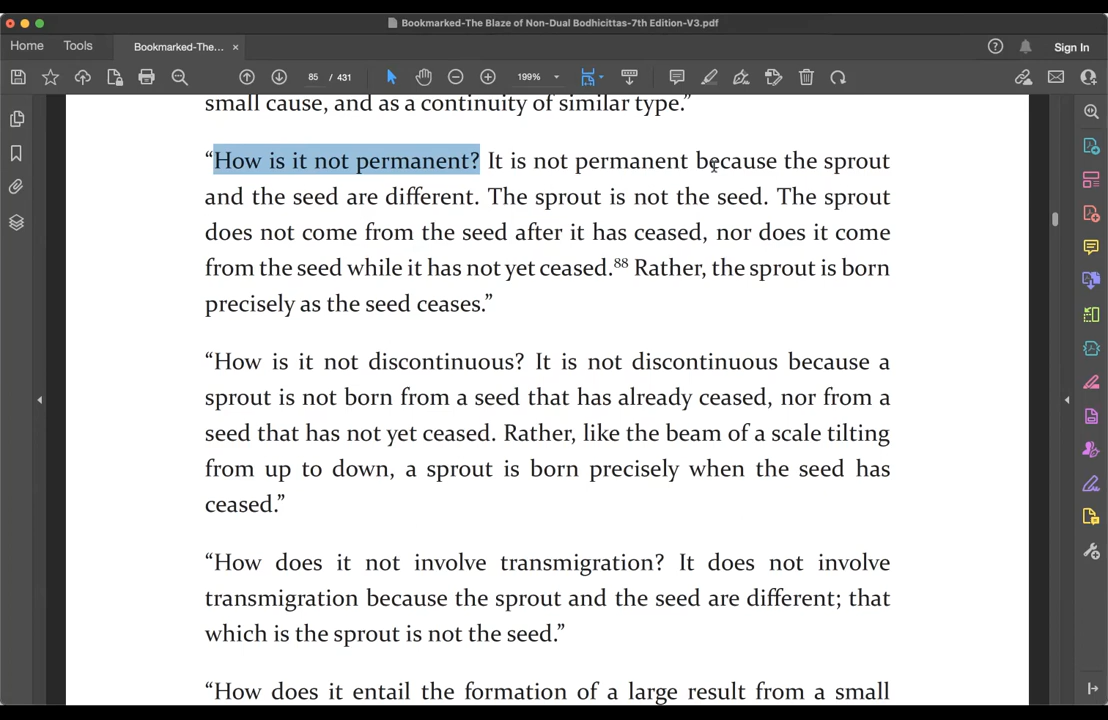 Bookmarked-The Blaze of Non-Dual Bodhicittas-7th Edition-V3.pdf
Home Tools Bookmarked-The... × Sign In
85 / 431 199%
small cause, and as a continuity of similar type.”
“How is it not permanent? It is not permanent because the sprout
and the seed are different. The sprout is not the seed. The sprout
does not come from the seed after it has ceased, nor does it come
from the seed while it has not yet ceased.⁸⁸ Rather, the sprout is born
precisely as the seed ceases.”
“How is it not discontinuous? It is not discontinuous because a
sprout is not born from a seed that has already ceased, nor from a
seed that has not yet ceased. Rather, like the beam of a scale tilting
from up to down, a sprout is born precisely when the seed has
ceased.”
“How does it not involve transmigration? It does not involve
transmigration because the sprout and the seed are different; that
which is the sprout is not the seed.”
“How does it entail the formation of a large result from a small